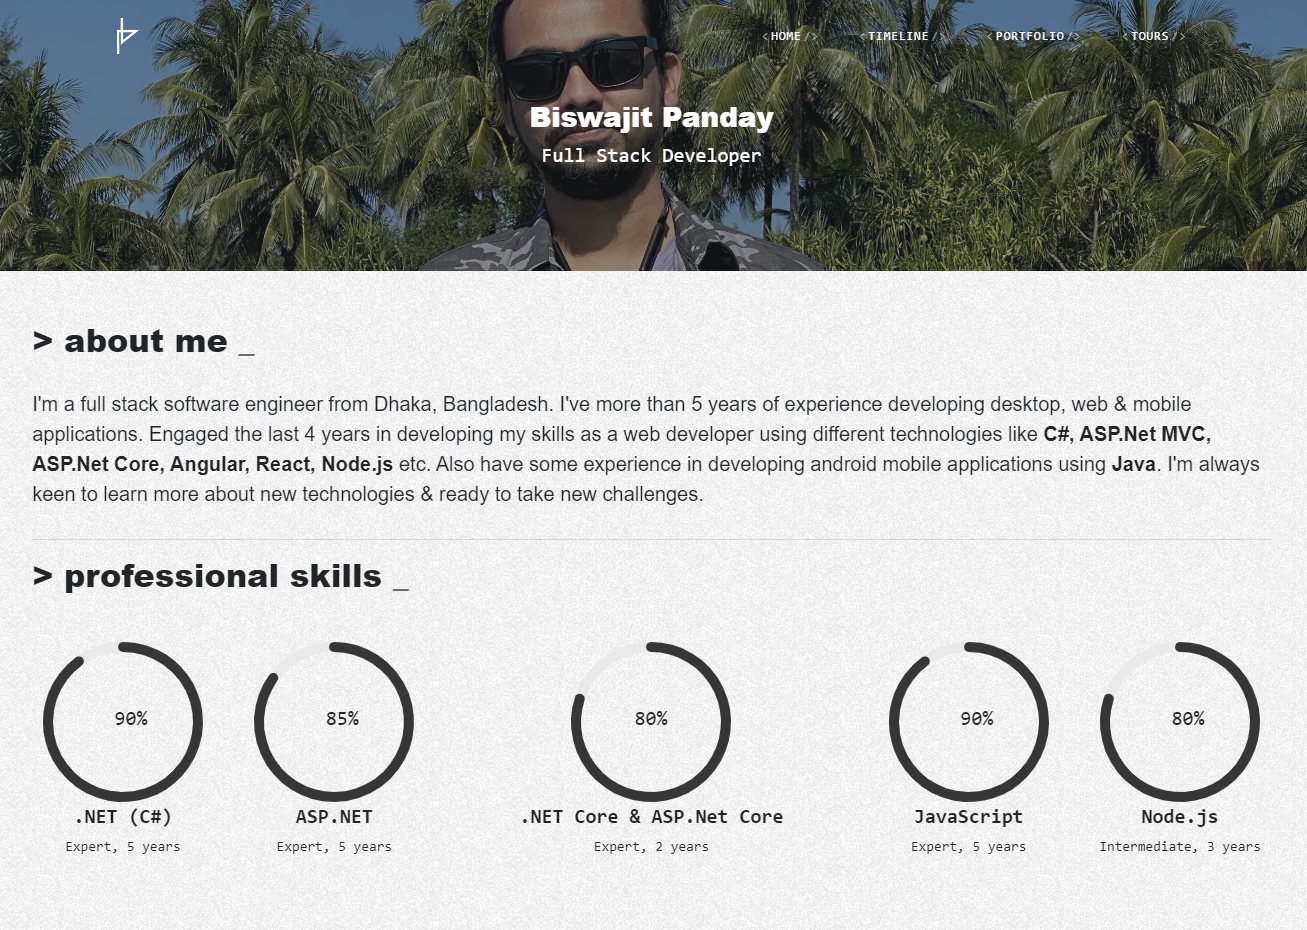 <HOME/> <TIMELINE/> <PORTFOLIO/> <TOURS/>
Biswajit Panday
Full Stack Developer
> about me _
I'm a full stack software engineer from Dhaka, Bangladesh. I've more than 5 years of experience developing desktop, web & mobile
applications. Engaged the last 4 years in developing my skills as a web developer using different technologies like C#, ASP.Net MVC,
ASP.Net Core, Angular, React, Node.js etc. Also have some experience in developing android mobile applications using Java. I'm always
keen to learn more about new technologies & ready to take new challenges.
> professional skills _
90% 85% 80% 90% 80%
.NET (C#) ASP.NET .NET Core & ASP.Net Core JavaScript Node.js
Expert, 5 years Expert, 5 years Expert, 2 years Expert, 5 years Intermediate, 3 years